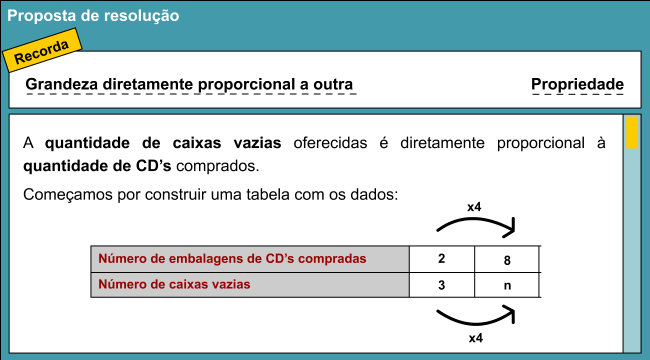 Proposta de resolução
Recorda
Grandeza diretamente proporcional a outra Propriedade
A quantidade de caixas vazias oferecidas é diretamente proporcional à
quantidade de CD’s comprados.
Começamos por construir uma tabela com os dados:
x4
Número de embalagens de CD’s compradas 2 8
Número de caixas vazias 3 n
x4